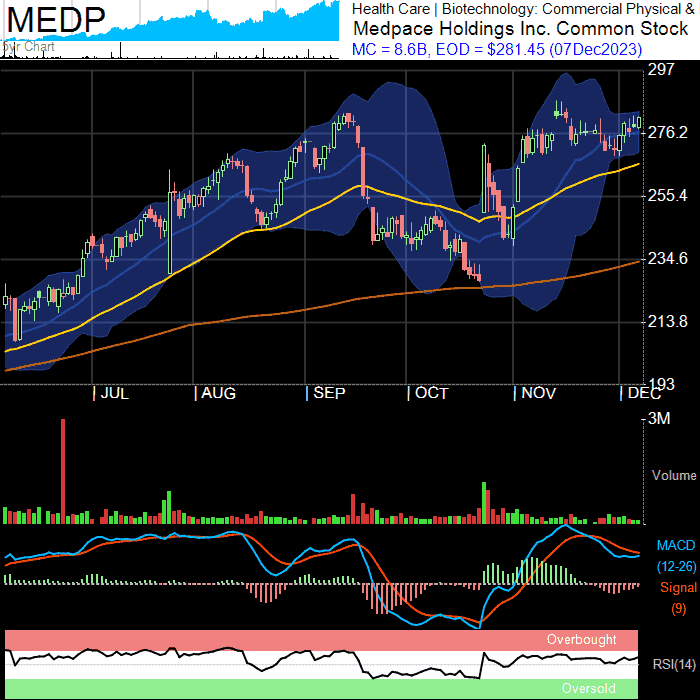 MEDP
5yr Chart
Health Care | Biotechnology: Commercial Physical &
Medpace Holdings Inc. Common Stock
MC = 8.6B, EOD = $281.45 (07Dec2023)
297
276.2
255.4
234.6
213.8
193
| JUL | AUG | SEP | OCT | NOV | DEC
3M
Volume
MACD
(12-26)
Signal
(9)
Overbought
RSI(14)
Oversold